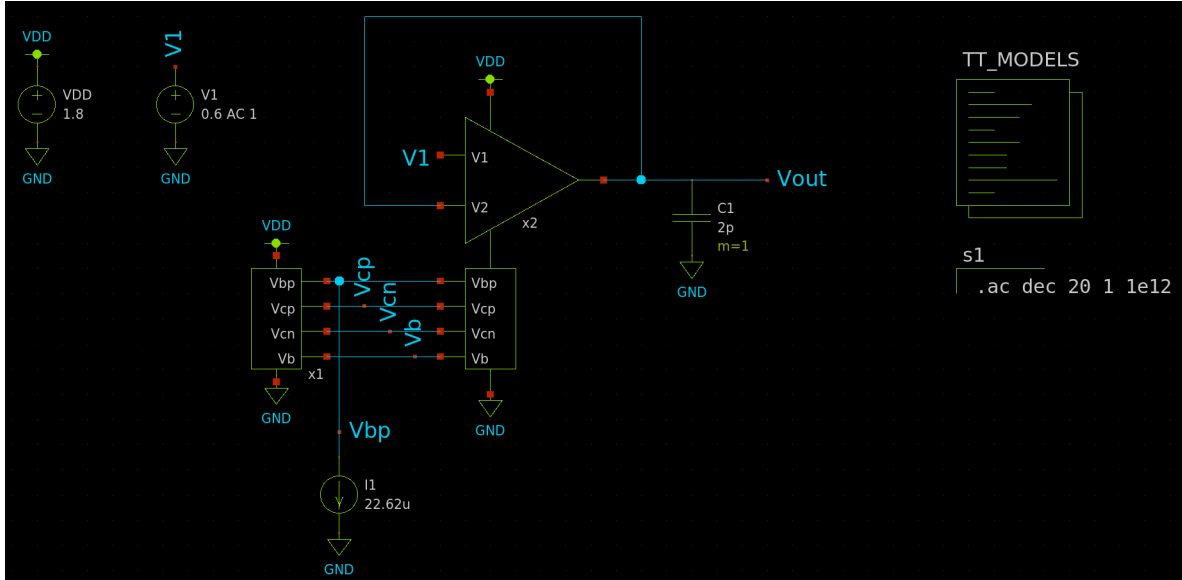 VDD
VDD
1.8
GND
V1
V1
0.6 AC 1
GND
VDD
V1
V2
x2
Vout
C1
2p
m=1
GND
TT_MODELS
s1
.ac dec 20 1 1e12
VDD
Vbp
Vcp
Vcn
Vb
x1
GND
Vcp
Vcn
Vb
Vbp
Vcp
Vcn
Vb
GND
Vbp
I1
22.62u
GND
V1